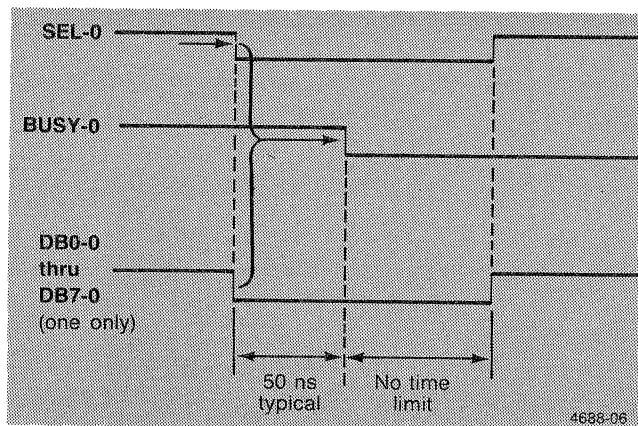 SEL-0
BUSY-0
DB0-0
thru
DB7-0
(one only)
50 ns
typical
No time
limit
4688-06